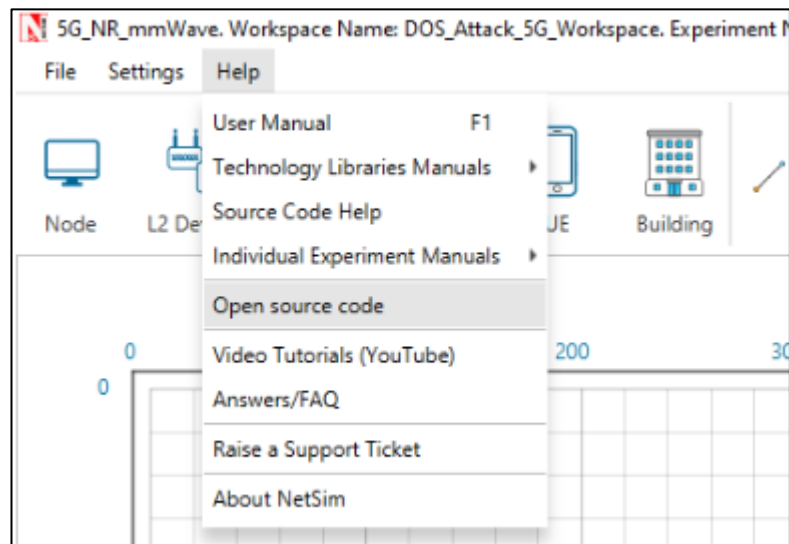 5G_NR_mmWave. Workspace Name: DOS_Attack_5G_Workspace. Experiment
File Settings Help
User Manual F1
Technology Libraries Manuals
Source Code Help
Individual Experiment Manuals
Open source code
Video Tutorials (YouTube)
Answers/FAQ
Raise a Support Ticket
About NetSim
Node L2 De UE Building
0 200
0